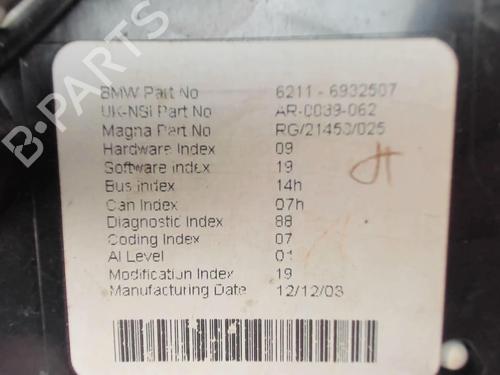 B-PARTS
BMW Part No 6211 - 6932507
UK-NSI Part No AR-0039-062
Magna Part No RG/21453/025
Hardware Index 09
Software Index 19
Bus Index 14h
Can Index 07h
Diagnostic Index 88
Coding Index 07
AI Level 01
Modification Index 19
Manufacturing Date 12/12/03